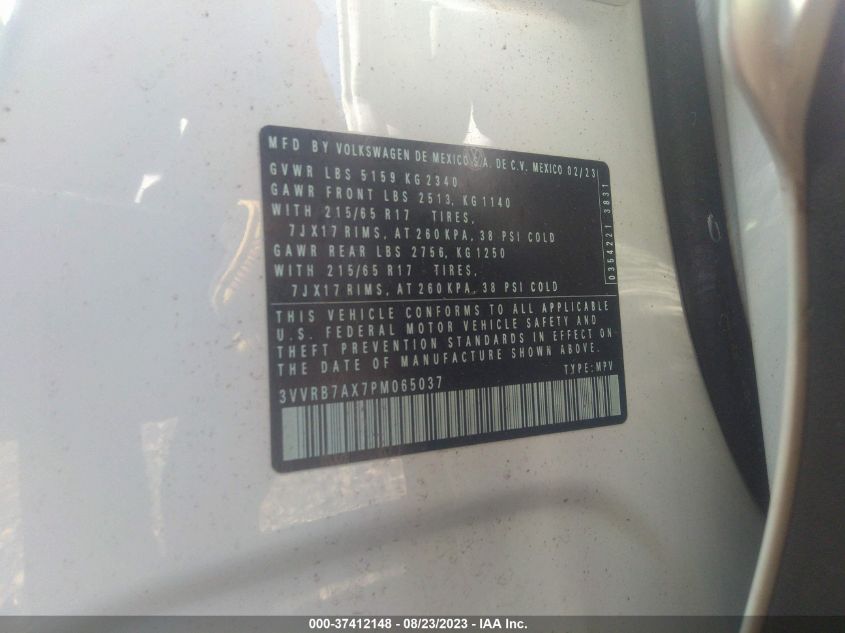 MFD BY VOLKSWAGEN DE MEXICO S.A. DE C.V. MEXICO 02/23
GVWR LBS 5159 KG 2340
GAWR FRONT LBS 2513, KG 1140
WITH 215/65 R17 TIRES,
7JX17 RIMS, AT 260 KPA, 38 PSI COLD
GAWR REAR LBS 2756, KG 1250
WITH 215/65 R17 TIRES,
7JX17 RIMS, AT 260 KPA, 38 PSI COLD
0354221 3831
THIS VEHICLE CONFORMS TO ALL APPLICABLE
U.S. FEDERAL MOTOR VEHICLE SAFETY AND
THEFT PREVENTION STANDARDS IN EFFECT ON
THE DATE OF MANUFACTURE SHOWN ABOVE.
3VVRB7AX7PM065037 TYPE: MPV
000-37412148 - 08/23/2023 - IAAI.COM